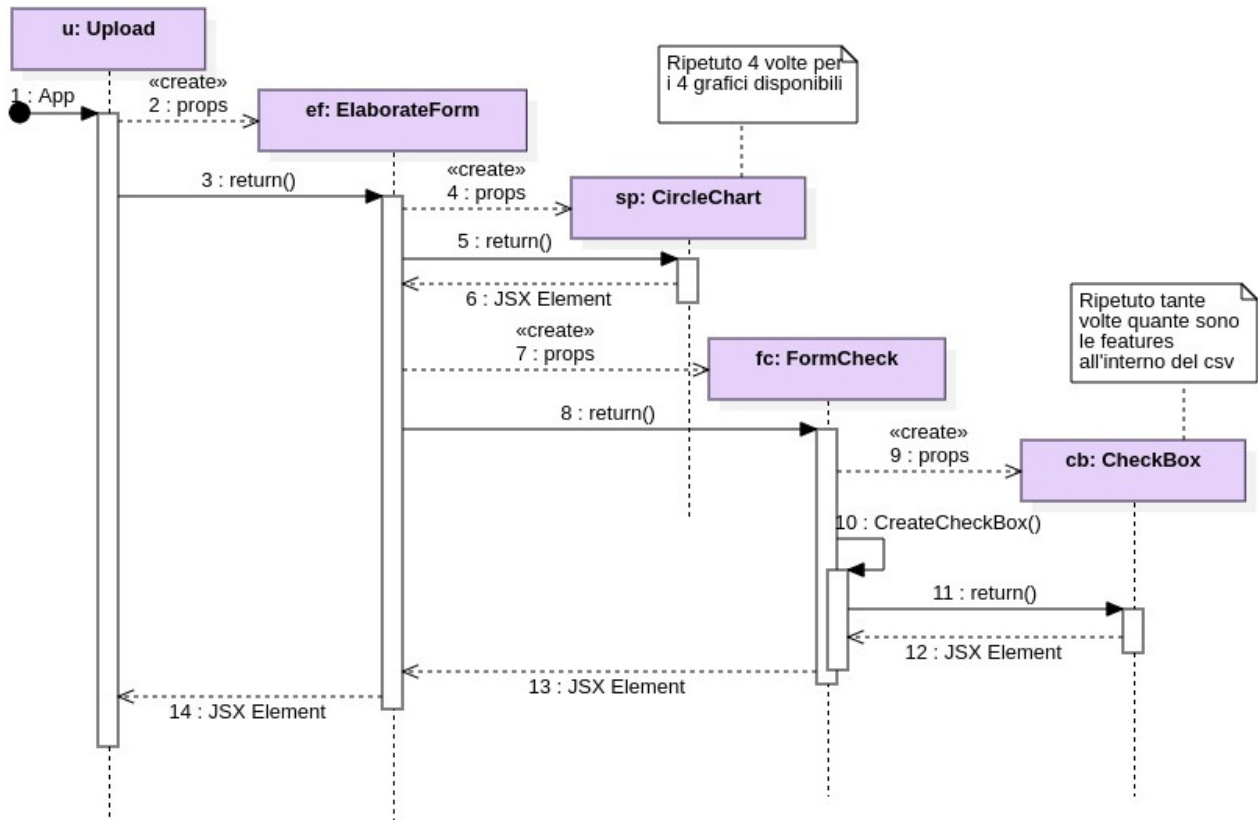 u: Upload
1 : App
«create»
2 : props
ef: ElaborateForm
Ripetuto 4 volte per
i 4 grafici disponibili
3 : return()
«create»
4 : props
sp: CircleChart
5 : return()
6 : JSX Element
«create»
7 : props
fc: FormCheck
Ripetuto tante
volte quante sono
le features
all'interno del csv
8 : return()
«create»
9 : props
cb: CheckBox
10 : CreateCheckBox()
11 : return()
12 : JSX Element
13 : JSX Element
14 : JSX Element